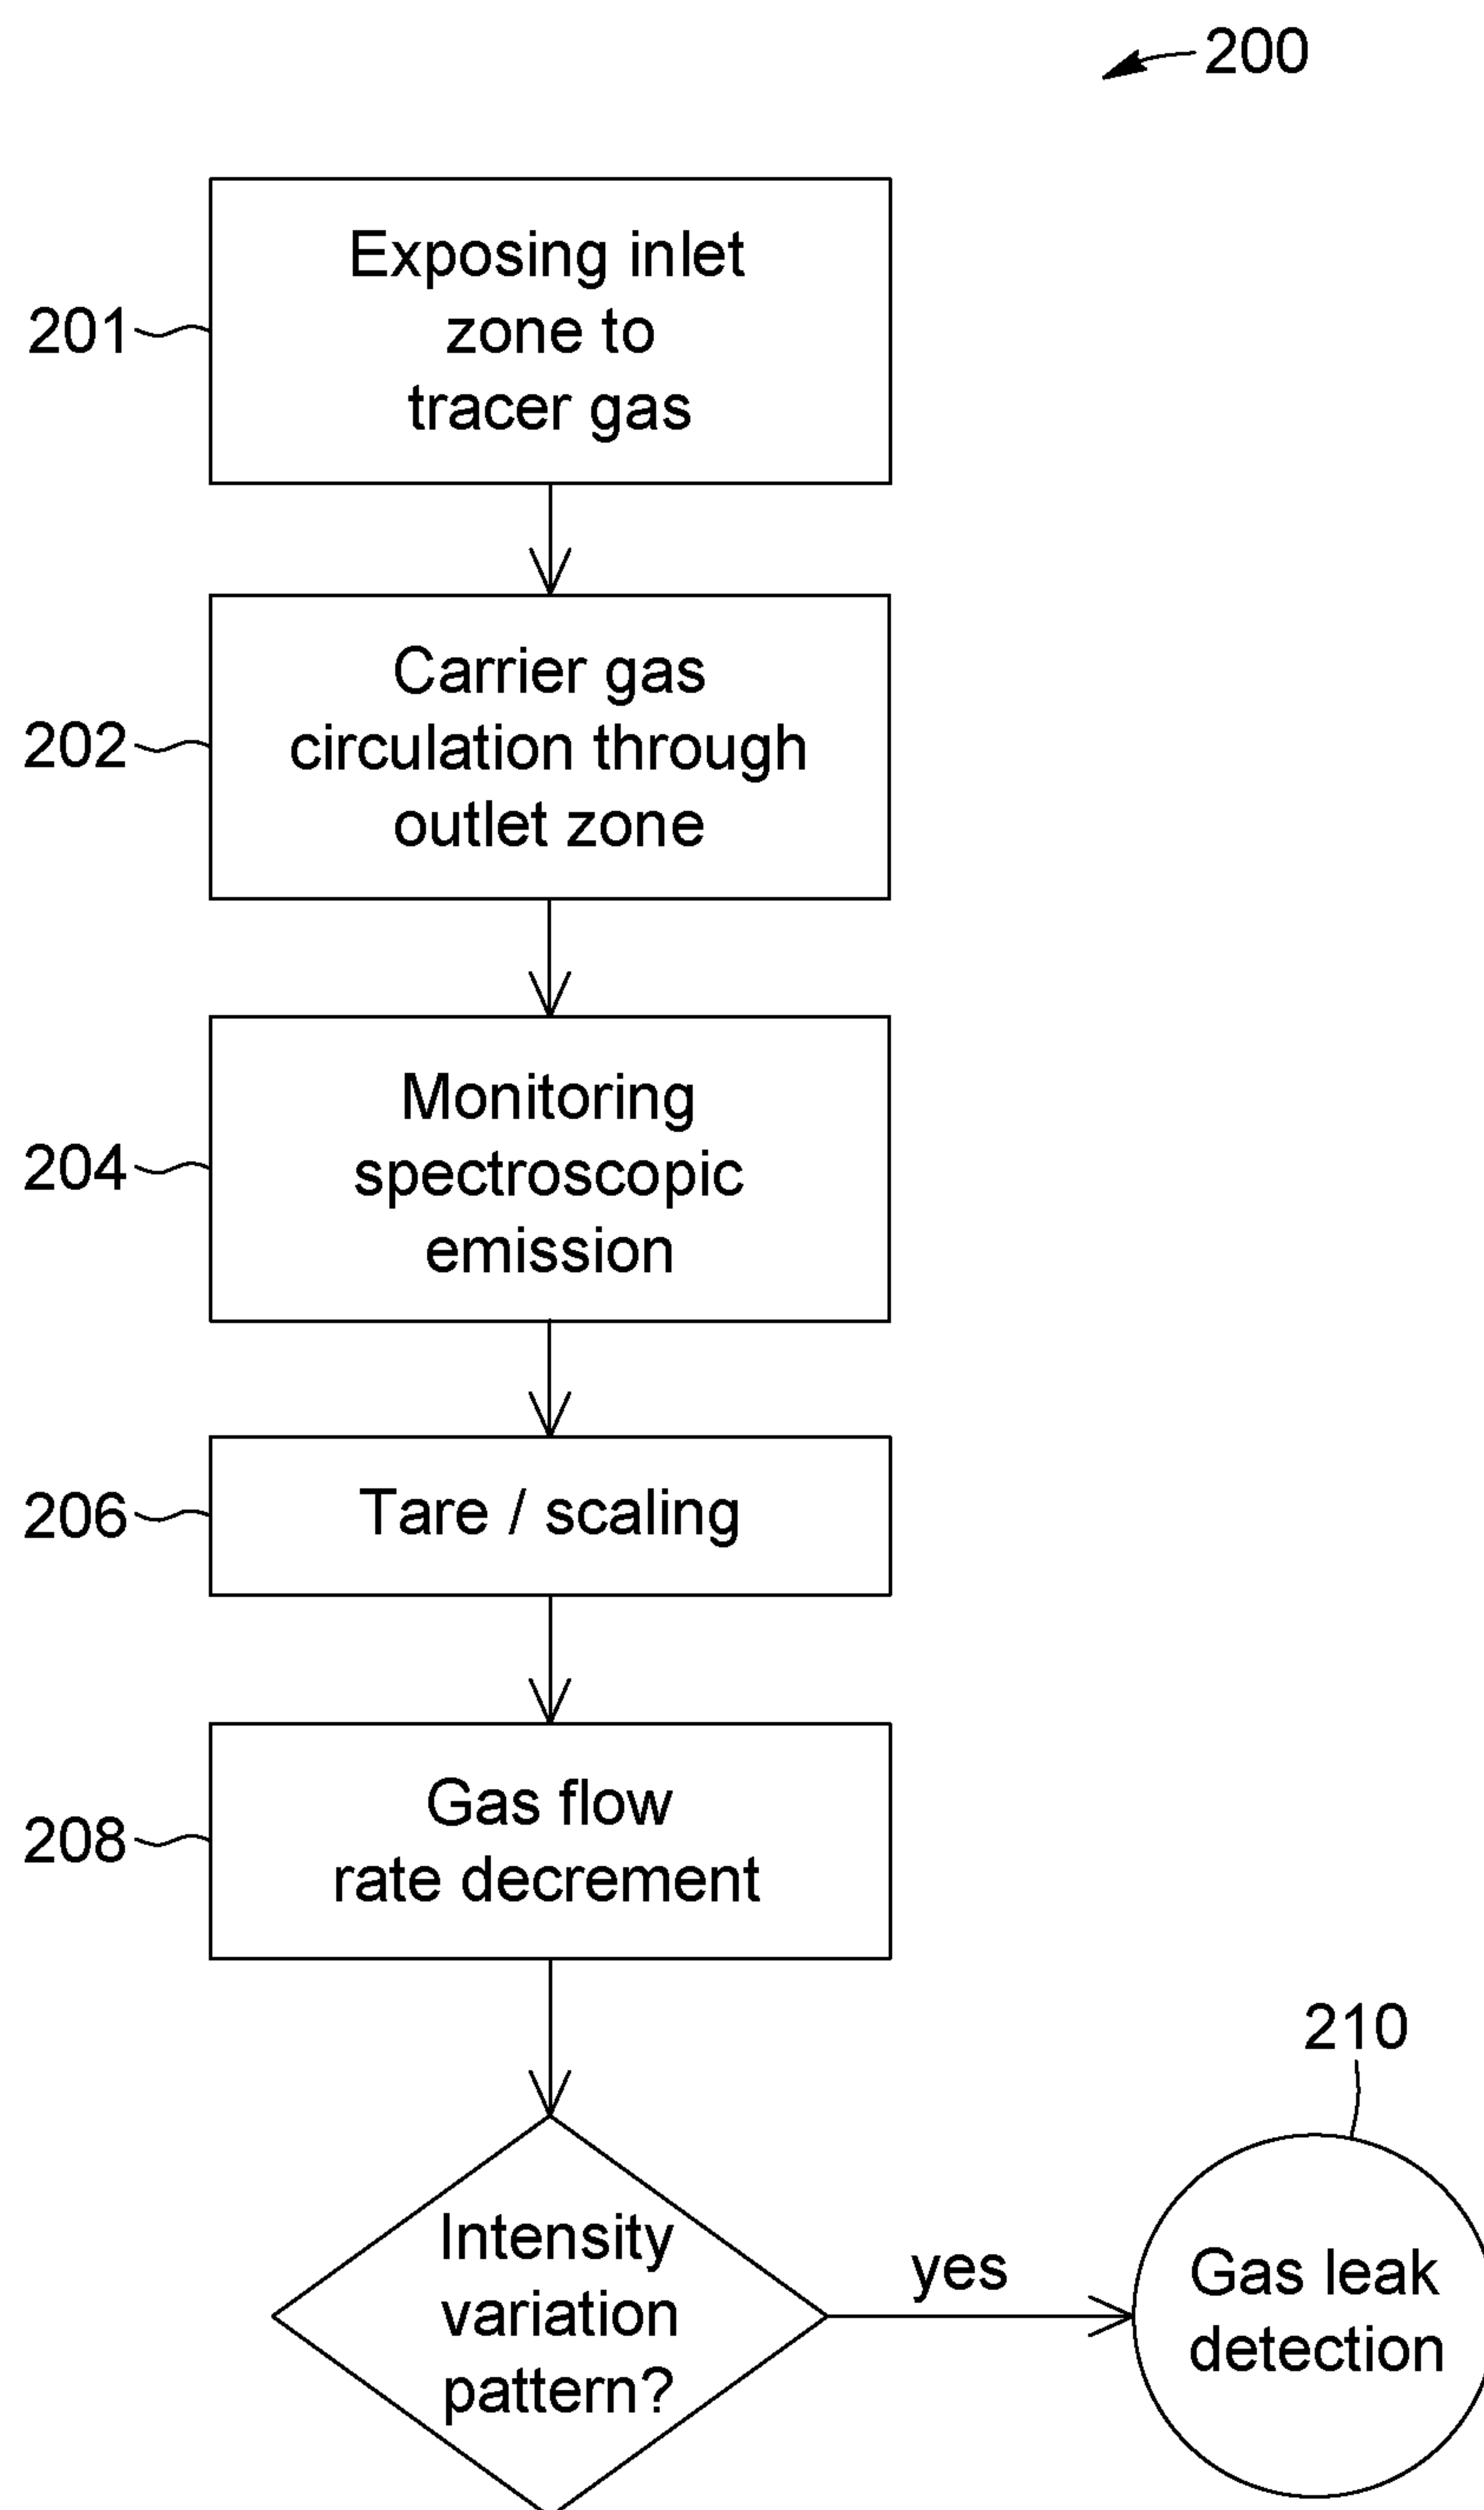 200
Exposing inlet
zone to
tracer gas
201
Carrier gas
circulation through
outlet zone
202
Monitoring
spectroscopic
emission
204
Tare / scaling
206
Gas flow
rate decrement
208
210
Intensity
variation
pattern?
yes
Gas leak
detection